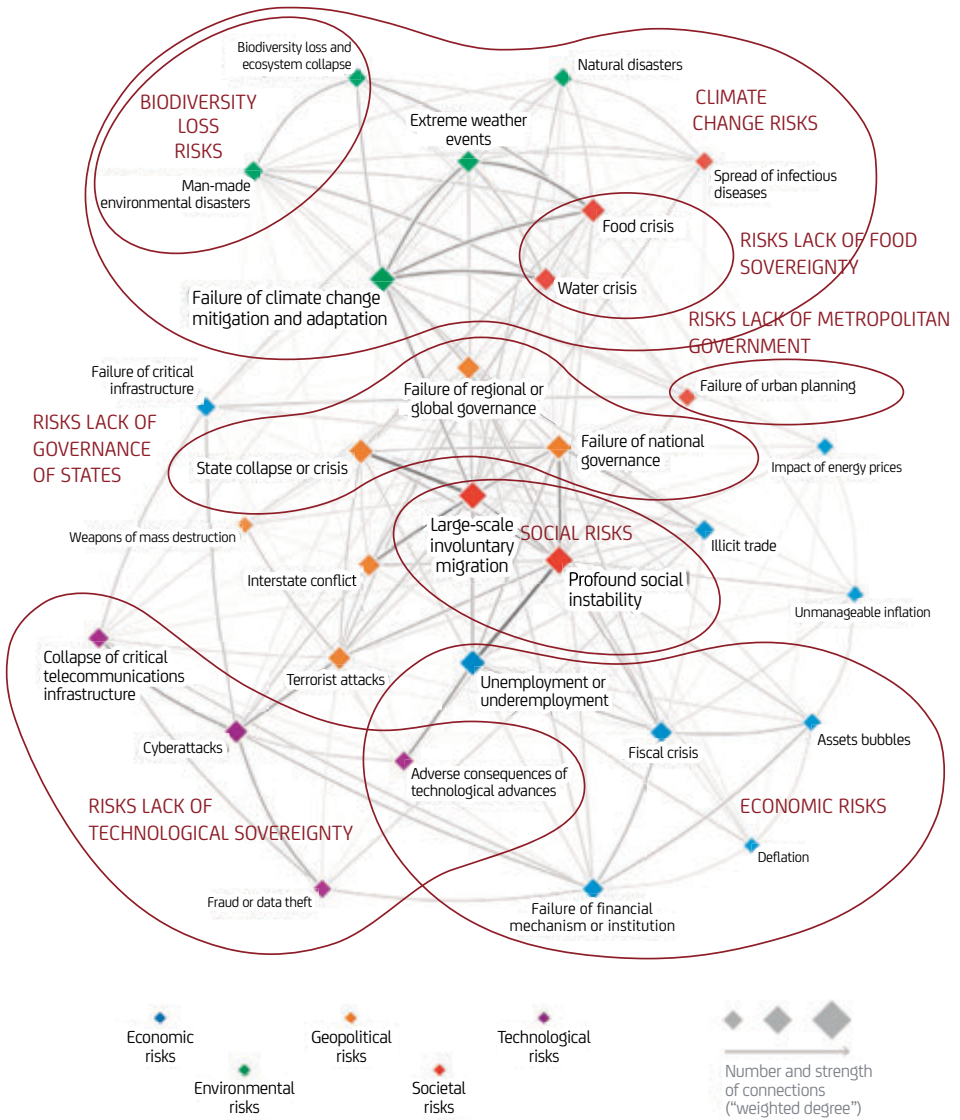 Biodiversity loss and
ecosystem collapse
Natural disasters
BIODIVERSITY
LOSS
RISKS
CLIMATE
CHANGE RISKS
Extreme weather
events
Man-made
environmental disasters
Spread of infectious
diseases
Food crisis
RISKS LACK OF FOOD
SOVEREIGNTY
Water crisis
Failure of climate change
mitigation and adaptation
RISKS LACK OF METROPOLITAN
GOVERNMENT
Failure of critical
infrastructure
Failure of regional or
global governance
Failure of urban planning
RISKS LACK OF
GOVERNANCE
OF STATES
State collapse or crisis
Failure of national
governance
Impact of energy prices
Large-scale
involuntary
migration
SOCIAL RISKS
Weapons of mass destruction
Illicit trade
Interstate conflict
Profound social
instability
Unmanageable inflation
Collapse of critical
telecommunications
infrastructure
Terrorist attacks
Unemployment or
underemployment
Cyberattacks
Fiscal crisis
Assets bubbles
Adverse consequences of
technological advances
RISKS LACK OF
TECHNOLOGICAL SOVEREIGNTY
ECONOMIC RISKS
Deflation
Fraud or data theft
Failure of financial
mechanism or institution
Economic
risks
Environmental
risks
Geopolitical
risks
Societal
risks
Technological
risks
Number and strength
of connections
(“weighted degree”)